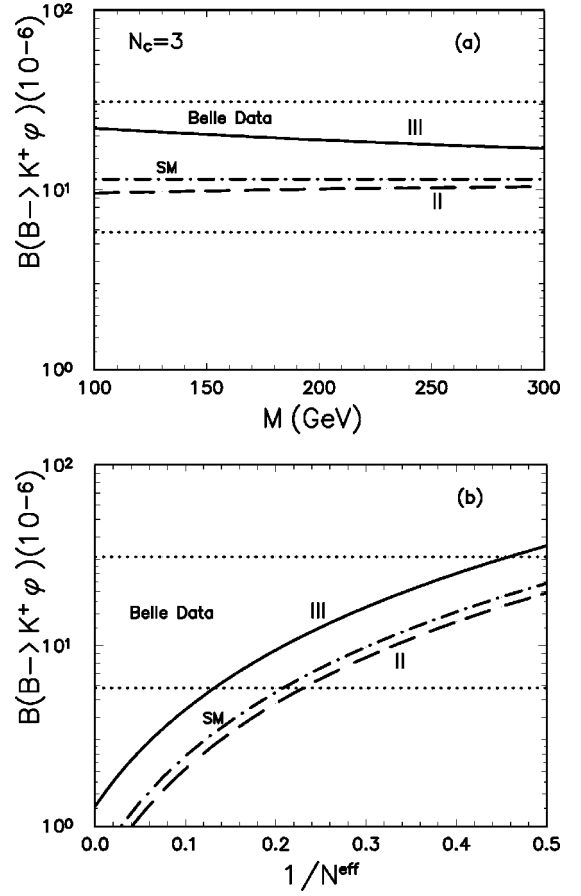 B(B−>K⁺φ)(10⁻⁶)
10²
10¹
10⁰
N_c=3
(a)
Belle Data
III
SM
II
100
150
200
250
300
M (GeV)
B(B−>K⁺φ)(10⁻⁶)
10²
10¹
10⁰
(b)
Belle Data
III
II
SM
0.0
0.1
0.2
0.3
0.4
0.5
1/N^eff